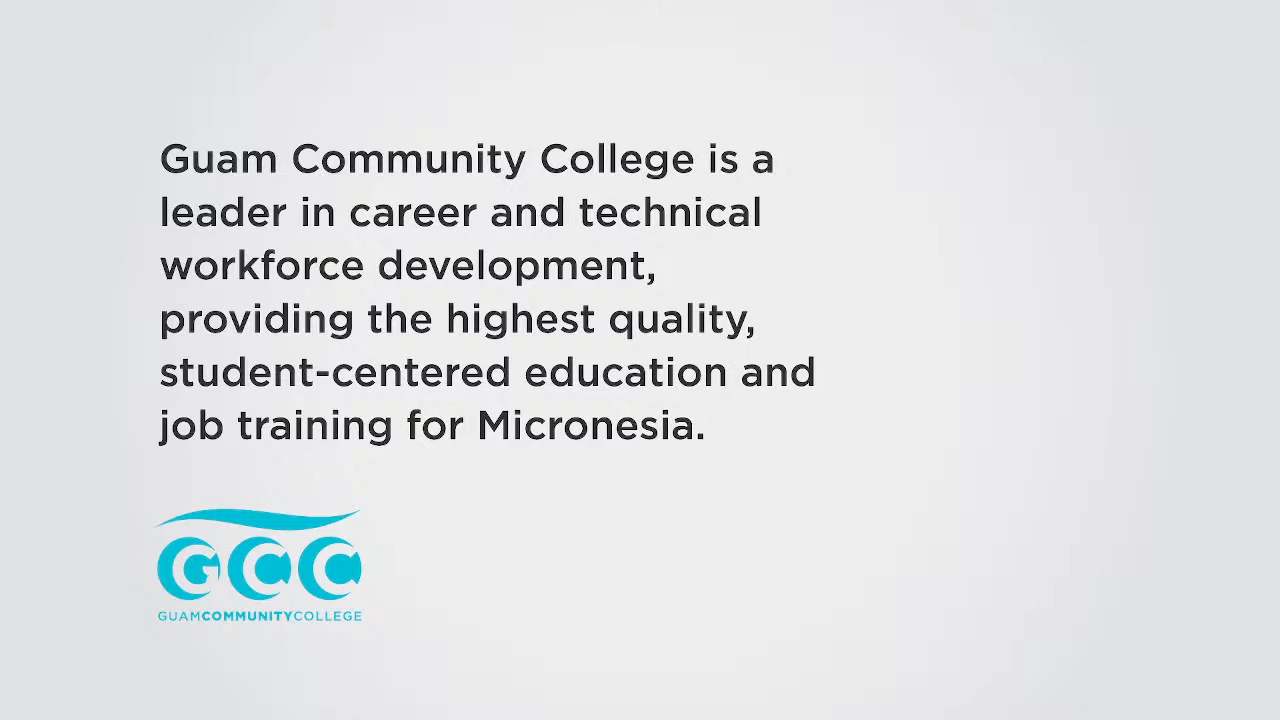 Guam Community College is a
leader in career and technical
workforce development,
providing the highest quality,
student-centered education and
job training for Micronesia.
GCC
GUAMCOMMUNITYCOLLEGE